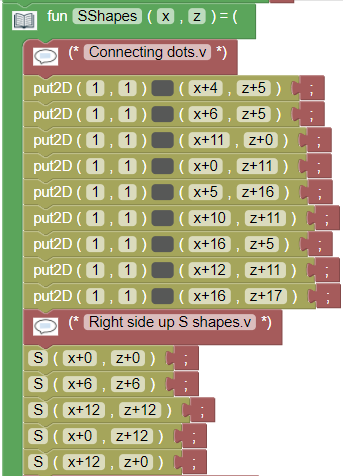 fun SShapes ( x , z ) = (
(* Connecting dots.v *)
put2D ( 1 , 1 ) ( x+4 , z+5 ) ;
put2D ( 1 , 1 ) ( x+6 , z+5 ) ;
put2D ( 1 , 1 ) ( x+11 , z+0 ) ;
put2D ( 1 , 1 ) ( x+0 , z+11 ) ;
put2D ( 1 , 1 ) ( x+5 , z+16 ) ;
put2D ( 1 , 1 ) ( x+10 , z+11 ) ;
put2D ( 1 , 1 ) ( x+16 , z+5 ) ;
put2D ( 1 , 1 ) ( x+12 , z+11 ) ;
put2D ( 1 , 1 ) ( x+16 , z+17 ) ;
(* Right side up S shapes.v *)
S ( x+0 , z+0 ) ;
S ( x+6 , z+6 ) ;
S ( x+12 , z+12 ) ;
S ( x+0 , z+12 ) ;
S ( x+12 , z+0 ) ;